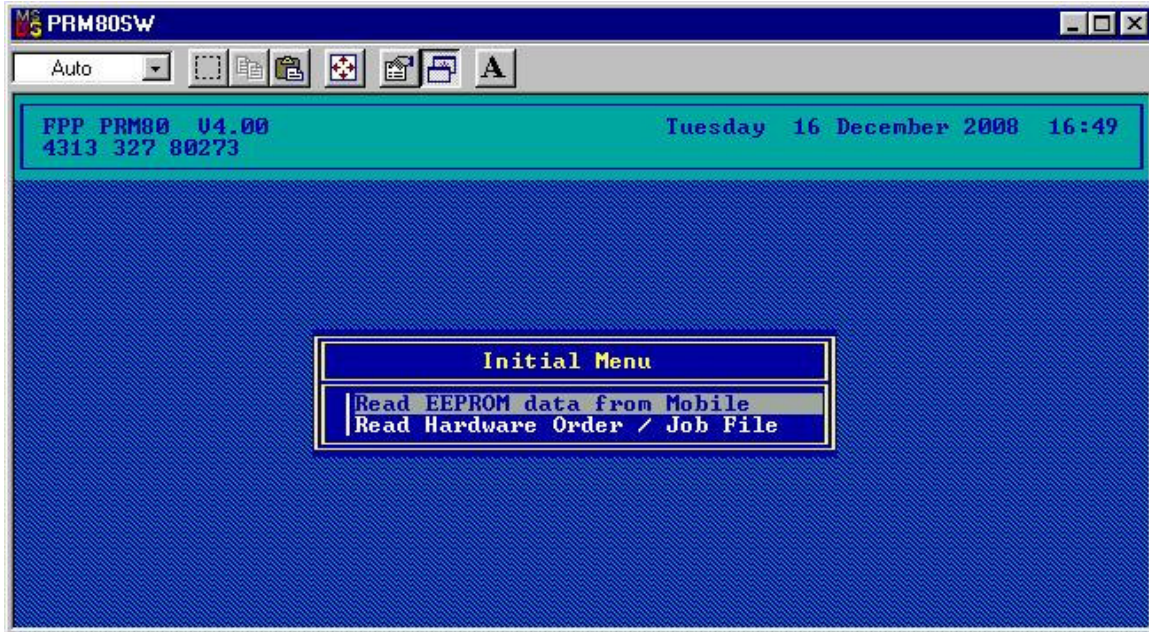 PRM80SW
Auto
A
FPP PRM80 V4.00 Tuesday 16 December 2008 16:49
4313 327 80273
Initial Menu
Read EEPROM data from Mobile
Read Hardware Order / Job File